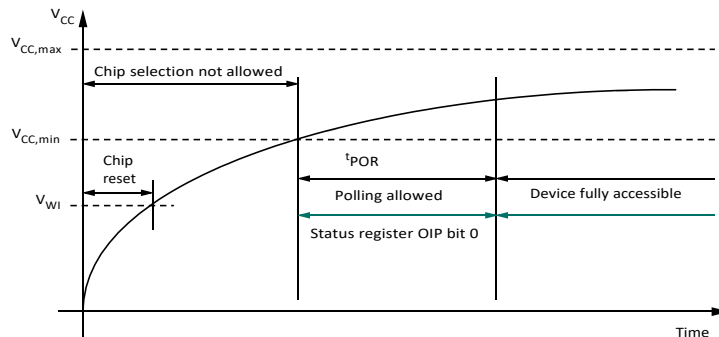 VCC
VCC,max
Chip selection not allowed
VCC,min
Chip
reset
tPOR
VWI
Polling allowed
Device fully accessible
Status register OIP bit 0
Time